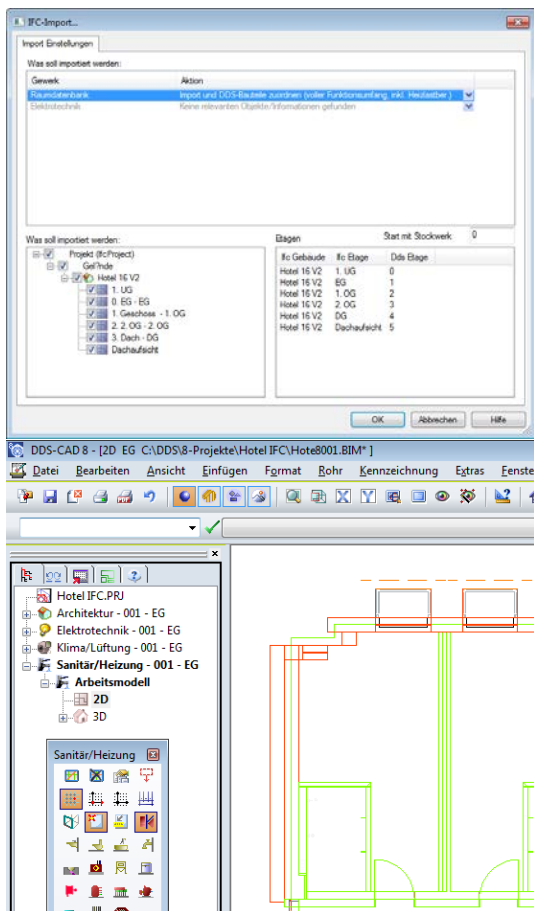 IFC-Import...
Import Einstellungen
Was soll importiert werden:
Gewerk Aktion
Raumdatenbank Import und DDS-Bauteile zuordnen (voller Funktionsumfang, inkl. Heizlastber.)
Elektrotechnik Keine relevanten Objekte/Informationen gefunden
Was soll importiert werden:
Projekt (IfcProject)
Gel?nde
Hotel 16 V2
1. UG
0. EG - EG
1. Geschoss - 1. OG
2. 2. OG - 2. OG
3. Dach - DG
Dachaufsicht
Etagen Start mit Stockwerk: 0
Ifc Gebäude Ifc Etage Dds Etage
Hotel 16 V2 1. UG 0
Hotel 16 V2 EG 1
Hotel 16 V2 1. OG 2
Hotel 16 V2 2. OG 3
Hotel 16 V2 DG 4
Hotel 16 V2 Dachaufsicht 5
OK Abbrechen Hilfe
DDS-CAD 8 - [2D EG C:\DDS\8-Projekte\Hotel IFC\Hote8001.BIM* ]
Datei Bearbeiten Ansicht Einfügen Format Rohr Kennzeichnung Extras Fenste
Hotel IFC.PRJ
Architektur - 001 - EG
Elektrotechnik - 001 - EG
Klima/Lüftung - 001 - EG
Sanitär/Heizung - 001 - EG
Arbeitsmodell
2D
3D
Sanitär/Heizung